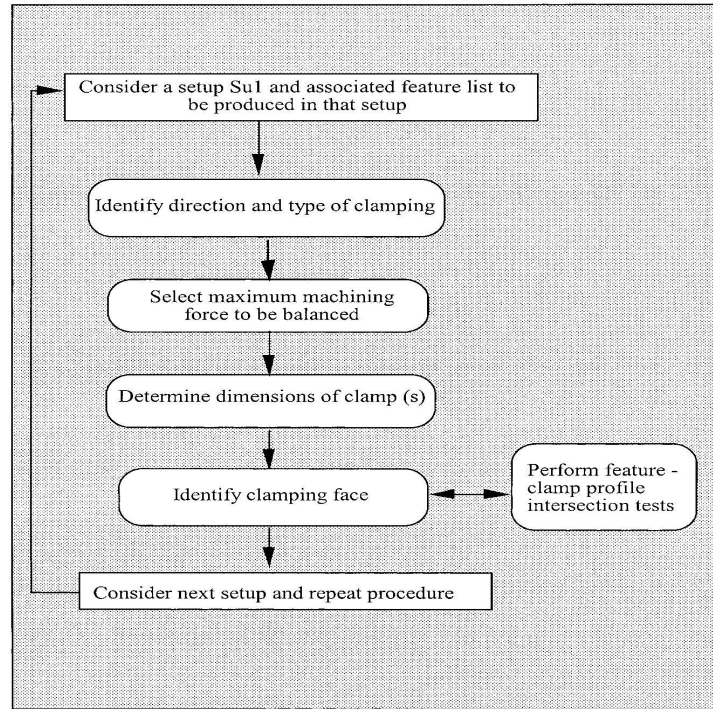 Consider a setup Su1 and associated feature list to
be produced in that setup
Identify direction and type of clamping
Select maximum machining
force to be balanced
Determine dimensions of clamp (s)
Identify clamping face
Perform feature -
clamp profile
intersection tests
Consider next setup and repeat procedure